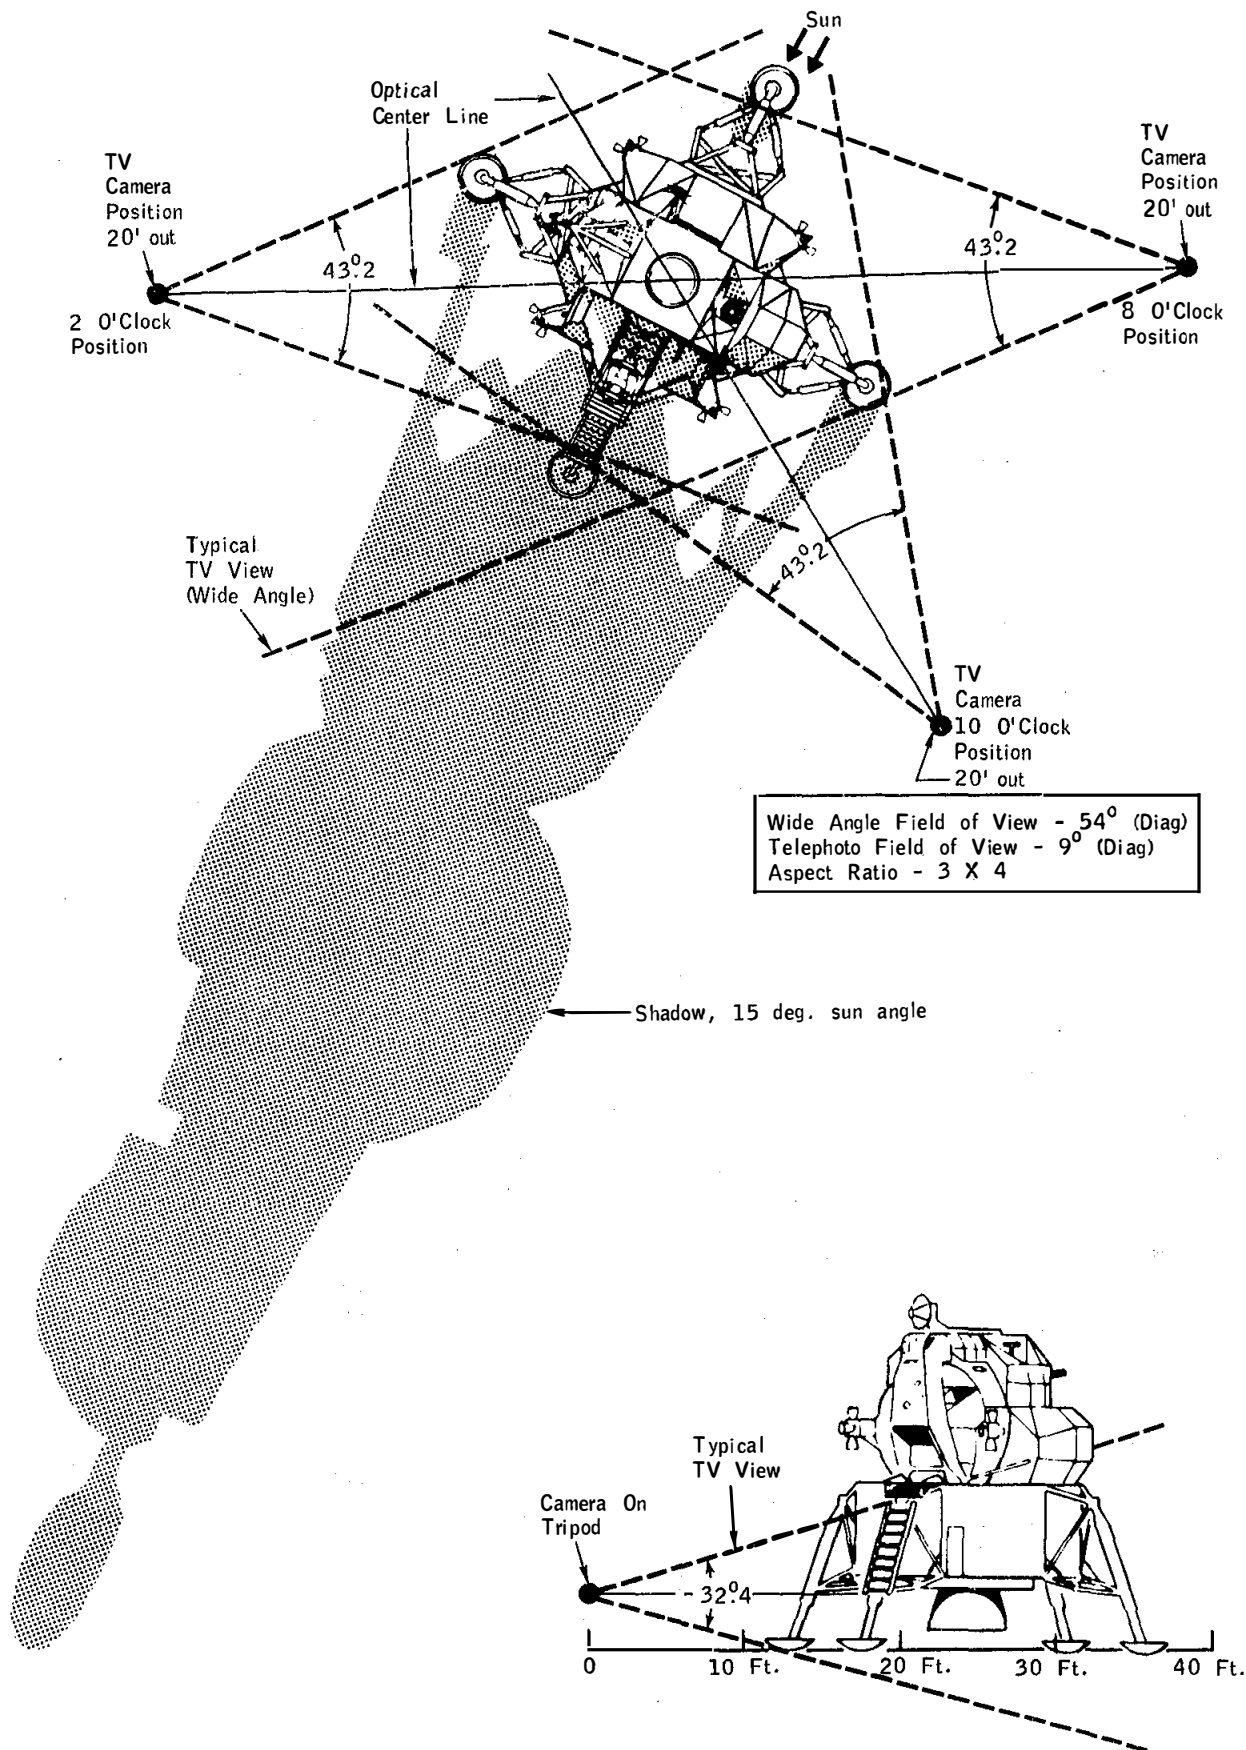 Sun
Optical
Center Line
TV
Camera
Position
20' out
TV
Camera
Position
20' out
43°.2
43°.2
2 O'Clock
Position
8 O'Clock
Position
Typical
TV View
(Wide Angle)
43°.2
TV
Camera
10 O'Clock
Position
20' out
Wide Angle Field of View - 54° (Diag)
Telephoto Field of View - 9° (Diag)
Aspect Ratio - 3 X 4
Shadow, 15 deg. sun angle
Typical
TV View
Camera On
Tripod
32°.4
0 10 Ft. 20 Ft. 30 Ft. 40 Ft.